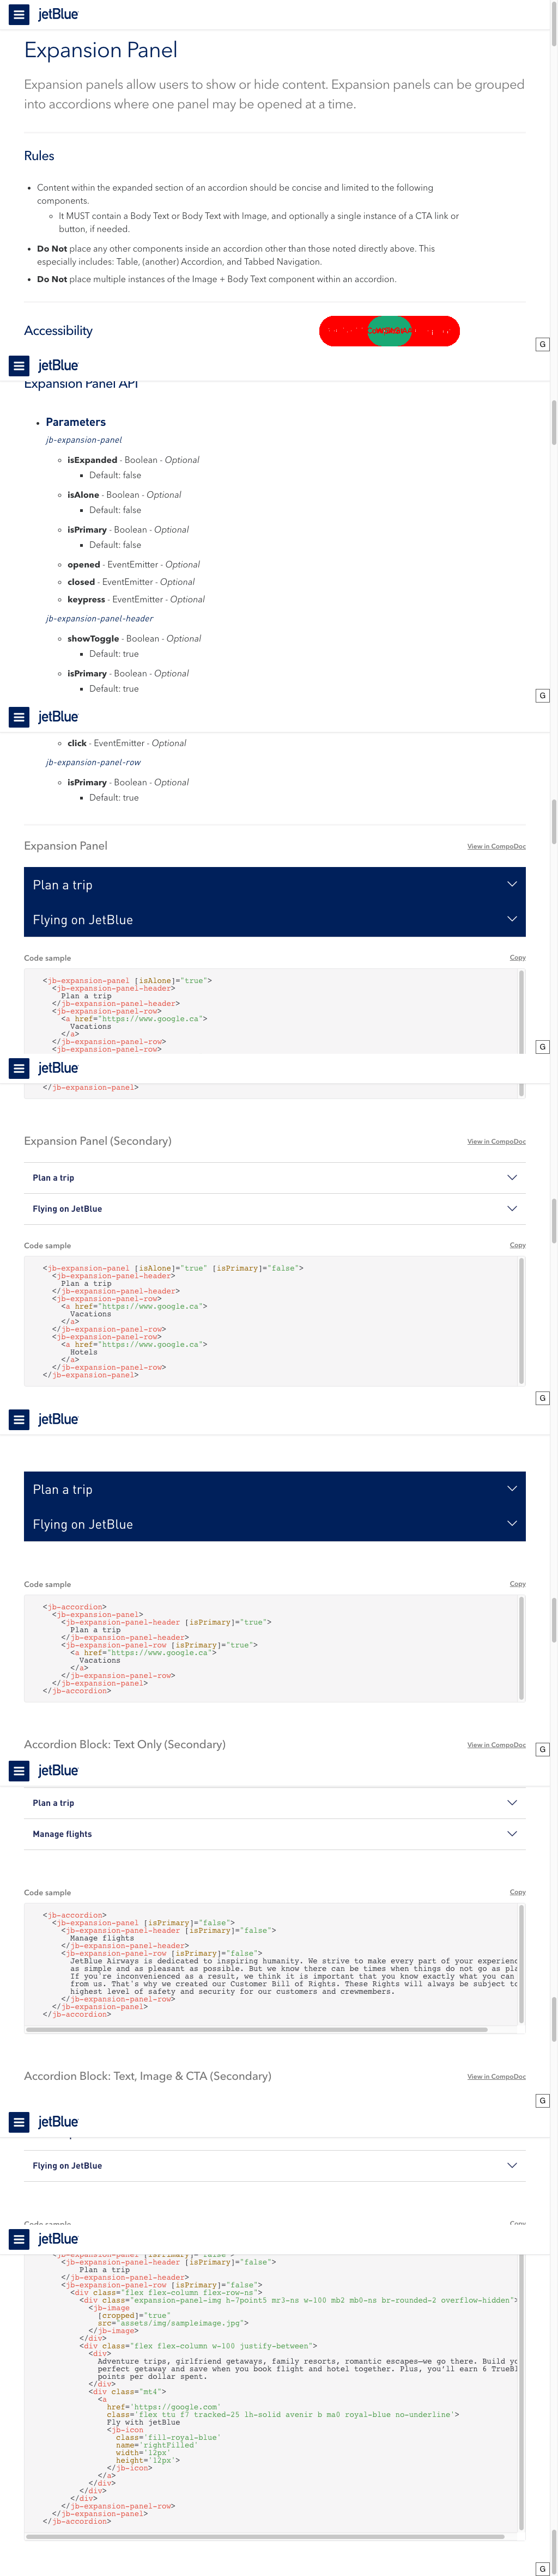 jetBlue
Expansion Panel
Expansion panels allow users to show or hide content. Expansion panels can be grouped
into accordions where one panel may be opened at a time.
Rules
• Content within the expanded section of an accordion should be concise and limited to the following
components.
◦ It MUST contain a Body Text or Body Text with Image, and optionally a single instance of a CTA link or
button, if needed.
• Do Not place any other components inside an accordion other than those noted directly above. This
especially includes: Table, (another) Accordion, and Tabbed Navigation.
• Do Not place multiple instances of the Image + Body Text component within an accordion.
Accessibility
G
jetBlue
Expansion Panel API
• Parameters
jb-expansion-panel
◦ isExpanded - Boolean - Optional
▪ Default: false
◦ isAlone - Boolean - Optional
▪ Default: false
◦ isPrimary - Boolean - Optional
▪ Default: false
◦ opened - EventEmitter - Optional
◦ closed - EventEmitter - Optional
◦ keypress - EventEmitter - Optional
jb-expansion-panel-header
◦ showToggle - Boolean - Optional
▪ Default: true
◦ isPrimary - Boolean - Optional
▪ Default: true
G
jetBlue
◦ click - EventEmitter - Optional
jb-expansion-panel-row
◦ isPrimary - Boolean - Optional
▪ Default: true
Expansion Panel View in CompoDoc
Plan a trip
Flying on JetBlue
Code sample Copy
<jb-expansion-panel [isAlone]="true">
<jb-expansion-panel-header>
Plan a trip
</jb-expansion-panel-header>
<jb-expansion-panel-row>
<a href="https://www.google.ca">
Vacations
</a>
</jb-expansion-panel-row>
<jb-expansion-panel-row>
G
jetBlue
</jb-expansion-panel>
Expansion Panel (Secondary) View in CompoDoc
Plan a trip
Flying on JetBlue
Code sample Copy
<jb-expansion-panel [isAlone]="true" [isPrimary]="false">
<jb-expansion-panel-header>
Plan a trip
</jb-expansion-panel-header>
<jb-expansion-panel-row>
<a href="https://www.google.ca">
Vacations
</a>
</jb-expansion-panel-row>
<jb-expansion-panel-row>
<a href="https://www.google.ca">
Hotels
</a>
</jb-expansion-panel-row>
</jb-expansion-panel>
G
jetBlue
Plan a trip
Flying on JetBlue
Code sample Copy
<jb-accordion>
<jb-expansion-panel>
<jb-expansion-panel-header [isPrimary]="true">
Plan a trip
</jb-expansion-panel-header>
<jb-expansion-panel-row [isPrimary]="true">
<a href="https://www.google.ca">
Vacations
</a>
</jb-expansion-panel-row>
</jb-expansion-panel>
</jb-accordion>
Accordion Block: Text Only (Secondary) View in CompoDoc
G
jetBlue
Plan a trip
Manage flights
Code sample Copy
<jb-accordion>
<jb-expansion-panel [isPrimary]="false">
<jb-expansion-panel-header [isPrimary]="false">
Manage flights
</jb-expansion-panel-header>
<jb-expansion-panel-row [isPrimary]="false">
JetBlue Airways is dedicated to inspiring humanity. We strive to make every part of your experienc
as simple and as pleasant as possible. But we know there can be times when things do not go as pla
If you're inconvenienced as a result, we think it is important that you know exactly what you can
from us. That's why we created our Customer Bill of Rights. These Rights will always be subject to
highest level of safety and security for our customers and crewmembers.
</jb-expansion-panel-row>
</jb-expansion-panel>
</jb-accordion>
Accordion Block: Text, Image & CTA (Secondary) View in CompoDoc
G
jetBlue
Flying on JetBlue
Code sample Copy
jetBlue
<jb-expansion-panel [isPrimary]="false">
<jb-expansion-panel-header [isPrimary]="false">
Plan a trip
</jb-expansion-panel-header>
<jb-expansion-panel-row [isPrimary]="false">
<div class="flex flex-column flex-row-ns">
<div class="expansion-panel-img h-7point5 mr3-ns w-100 mb2 mb0-ns br-rounded-2 overflow-hidden">
<jb-image
[cropped]="true"
src="assets/img/sampleimage.jpg">
</jb-image>
</div>
<div class="flex flex-column w-100 justify-between">
<div>
Adventure trips, girlfriend getaways, family resorts, romantic escapes—we go there. Build yo
perfect getaway and save when you book flight and hotel together. Plus, you'll earn 6 TrueBl
points per dollar spent.
</div>
<div class="mt4">
<a
href='https://google.com'
class='flex ttu f7 tracked-25 lh-solid avenir b ma0 royal-blue no-underline'>
Fly with jetBlue
<jb-icon
class='fill-royal-blue'
name='rightFilled'
width='12px'
height='12px'>
</jb-icon>
</a>
</div>
</div>
</div>
</jb-expansion-panel-row>
</jb-expansion-panel>
</jb-accordion>
G